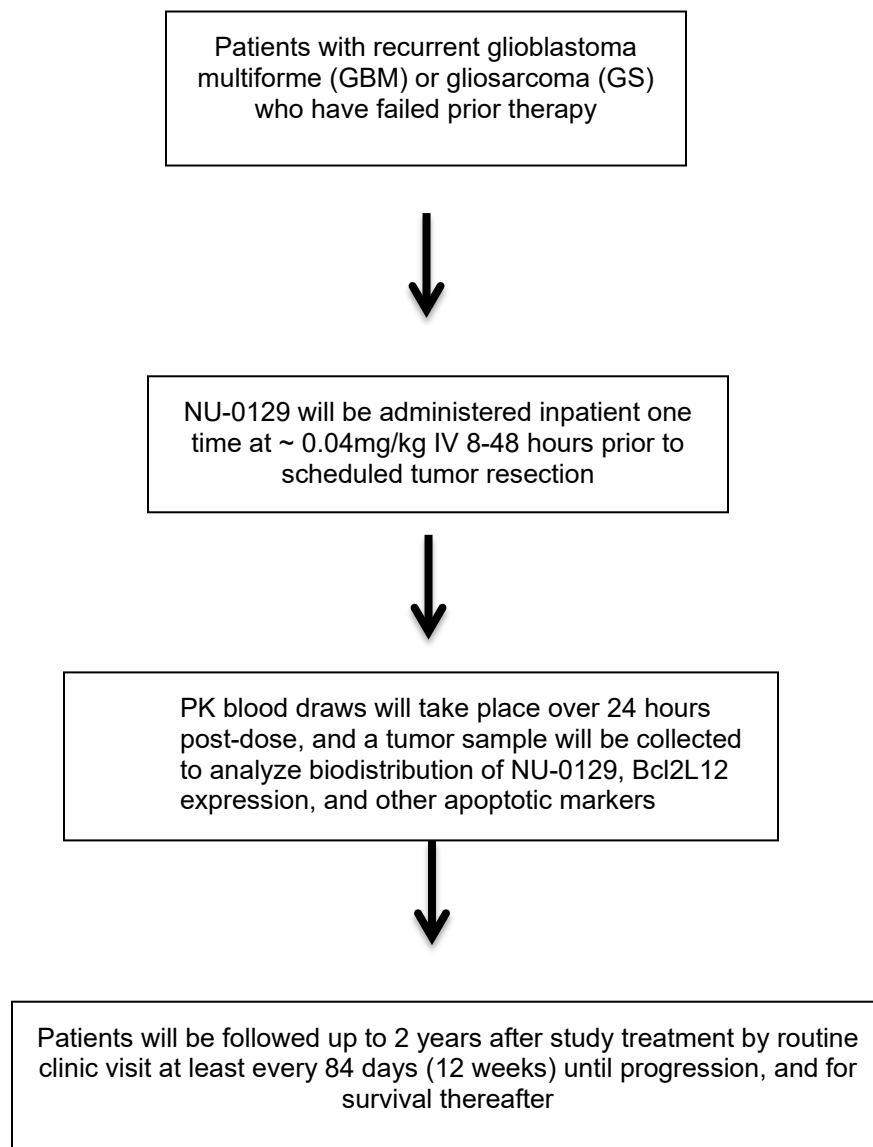 Patients with recurrent glioblastoma
multiforme (GBM) or gliosarcoma (GS)
who have failed prior therapy
NU-0129 will be administered inpatient one
time at ~ 0.04mg/kg IV 8-48 hours prior to
scheduled tumor resection
PK blood draws will take place over 24 hours
post-dose, and a tumor sample will be collected
to analyze biodistribution of NU-0129, Bcl2L12
expression, and other apoptotic markers
Patients will be followed up to 2 years after study treatment by routine
clinic visit at least every 84 days (12 weeks) until progression, and for
survival thereafter